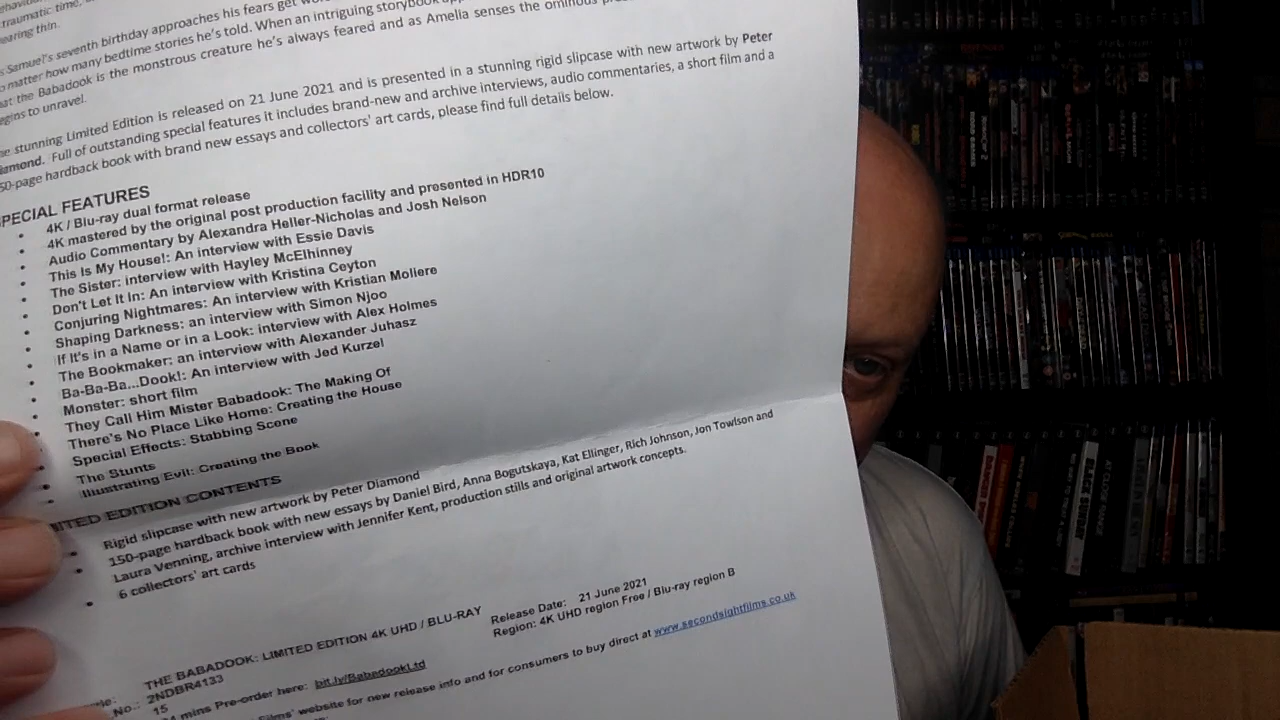 traumatic time,
earing thin.
s Samuel's seventh birthday approaches his fears get
matter how many bedtime stories he's told. When an intriguing storybook
at the Babadook is the monstrous creature he's always feared and as Amelia senses the ominous
egins to unravel.
e stunning Limited Edition is released on 21 June 2021 and is presented in a stunning rigid slipcase with new artwork by Peter
iamond. Full of outstanding special features it includes brand-new and archive interviews, audio commentaries, a short film and a
50-page hardback book with brand new essays and collectors' art cards, please find full details below.
PECIAL FEATURES
• 4K / Blu-ray dual format release
• 4K mastered by the original post production facility and presented in HDR10
• Audio Commentary by Alexandra Heller-Nicholas and Josh Nelson
• This Is My House!: An interview with Essie Davis
• The Sister: interview with Hayley McElhinney
• Don't Let It In: An interview with Kristina Ceyton
• Conjuring Nightmares: An interview with Kristian Moliere
• Shaping Darkness: an interview with Simon Njoo
• If It's in a Name or in a Look: interview with Alex Holmes
• The Bookmaker: an interview with Alexander Juhasz
• Ba-Ba-Ba...Dook!: An interview with Jed Kurzel
• Monster: short film
• They Call Him Mister Babadook: The Making Of
• There's No Place Like Home: Creating the House
• Special Effects: Stabbing Scene
• The Stunts
• Illustrating Evil: Creating the Book
MITED EDITION CONTENTS
• Rigid slipcase with new artwork by Peter Diamond
• 150-page hardback book with new essays by Daniel Bird, Anna Bogutskaya, Kat Ellinger, Rich Johnson, Jon Towlson and
Laura Venning, archive interview with Jennifer Kent, production stills and original artwork concepts.
• 6 collectors' art cards
THE BABADOOK: LIMITED EDITION 4K UHD / BLU-RAY
Release Date: 21 June 2021
No.: 2NDBR4133
Region: 4K UHD region Free / Blu-ray region B
15
mins Pre-order here: bit.ly/BabadookLtd
Films' website for new release info and for consumers to buy direct at www.secondsightfilms.co.uk